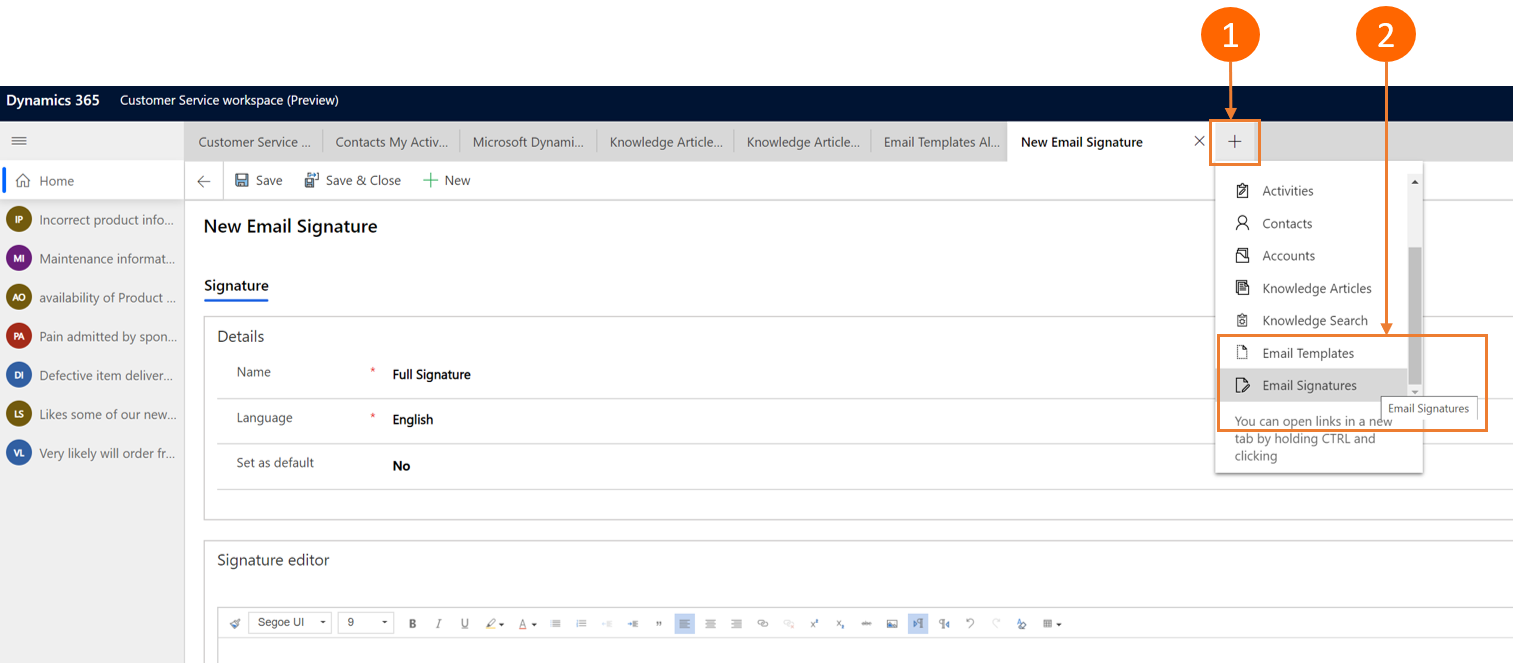 1
2
Dynamics 365 Customer Service workspace (Preview)
Customer Service ... Contacts My Activ... Microsoft Dynami... Knowledge Article... Knowledge Article... Email Templates Al... New Email Signature
Home
Save Save & Close New
IP Incorrect product info...
MI Maintenance informat...
AO availability of Product ...
PA Pain admitted by spon...
DI Defective item deliver...
LS Likes some of our new...
VL Very likely will order fr...
New Email Signature
Signature
Details
Name * Full Signature
Language * English
Set as default No
Signature editor
Segoe UI 9 B I U A
Activities
Contacts
Accounts
Knowledge Articles
Knowledge Search
Email Templates
Email Signatures
Email Signatures
You can open links in a new
tab by holding CTRL and
clicking